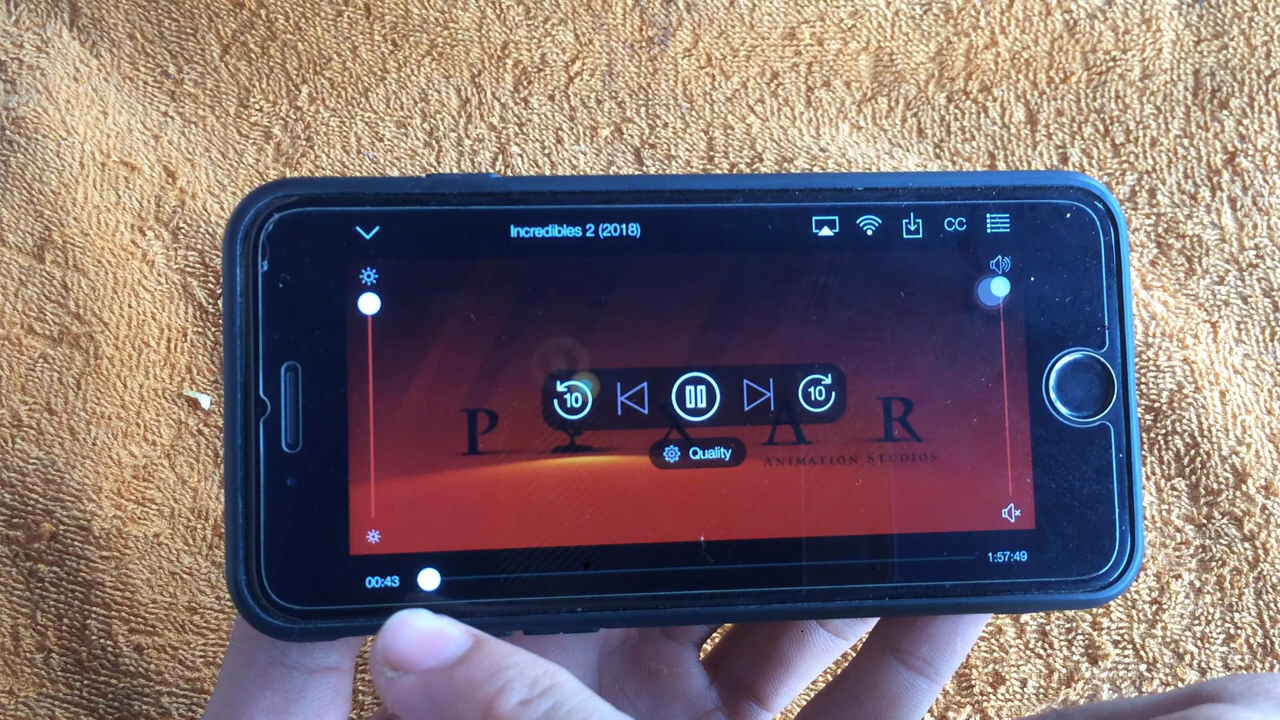 Incredibles 2 (2018)
CC
10
10
P X A R
ANIMATION STUDIOS
Quality
00:43
1:57:49